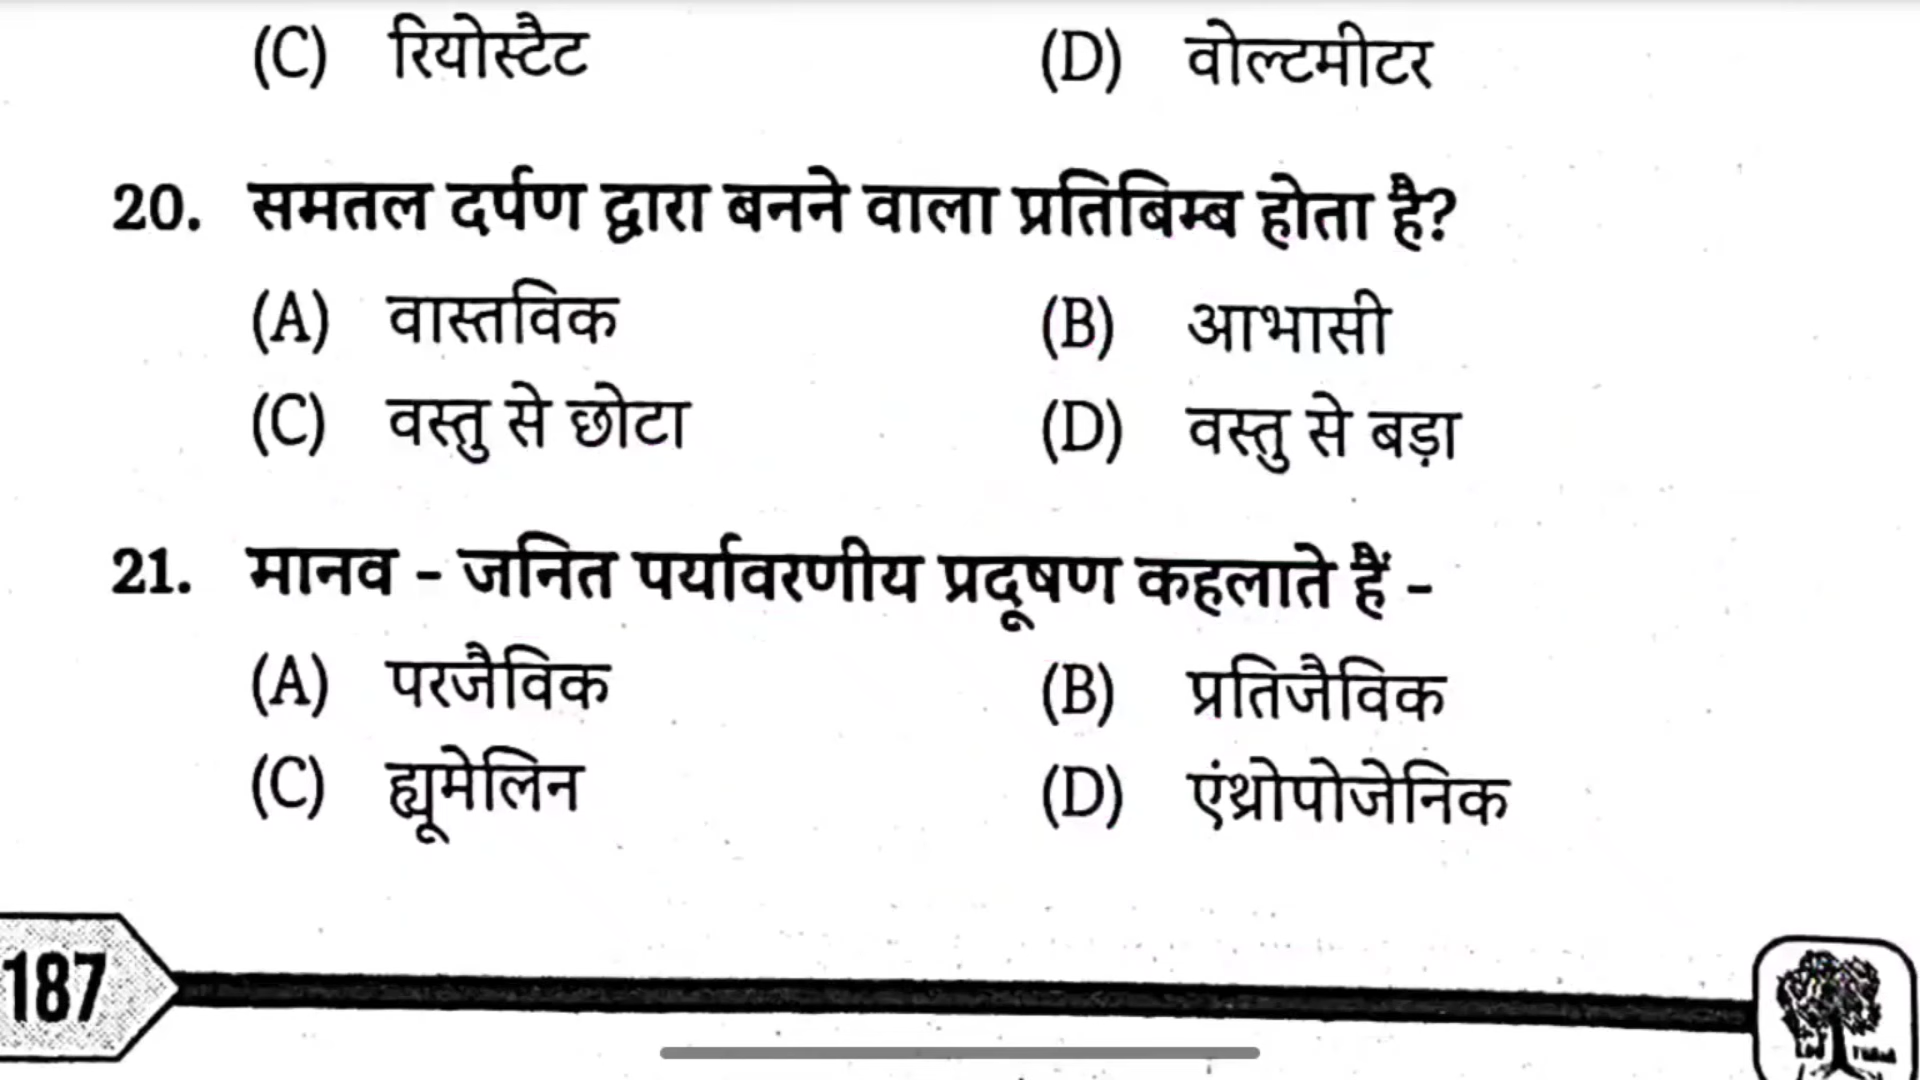 (C) रियोस्टैट (D) वोल्टमीटर
20. समतल दर्पण द्वारा बनने वाला प्रतिबिम्ब होता है?
(A) वास्तविक (B) आभासी
(C) वस्तु से छोटा (D) वस्तु से बड़ा
21. मानव - जनित पर्यावरणीय प्रदूषण कहलाते हैं -
(A) परजैविक (B) प्रतिजैविक
(C) ह्यूमेलिन (D) एंथ्रोपोजेनिक
187